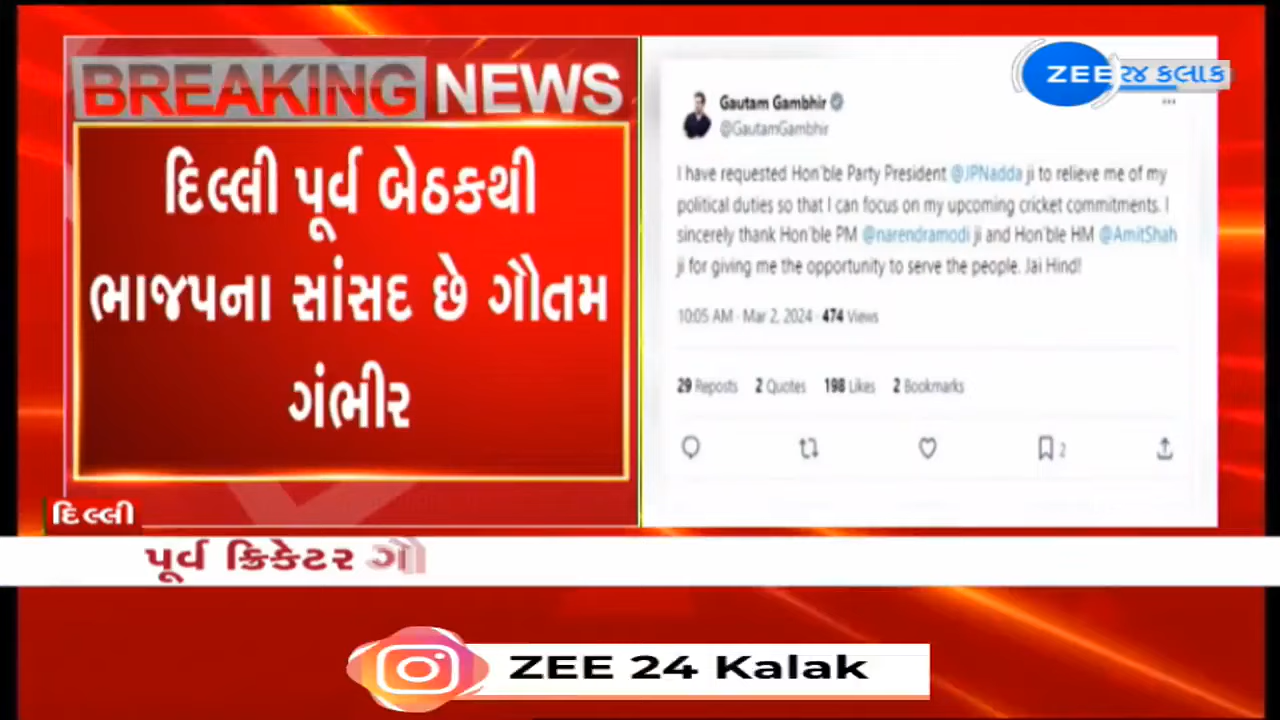 BREAKING NEWS
દિલ્લી પૂર્વ બેઠકથી
ભાજપના સાંસદ છે ગૌતમ
ગંભીર
ZEE ૨૪ કલાક
Gautam Gambhir
@GautamGambhir
I have requested Hon'ble Party President @JPNadda ji to relieve me of my
political duties so that I can focus on my upcoming cricket commitments. I
sincerely thank Hon'ble PM @narendramodi ji and Hon'ble HM @AmitShah
ji for giving me the opportunity to serve the people. Jai Hind!
10:05 AM · Mar 2, 2024 · 474 Views
29 Reposts 2 Quotes 198 Likes 2 Bookmarks
2
દિલ્લી
પૂર્વ ક્રિકેટર ગૌ
ZEE 24 Kalak